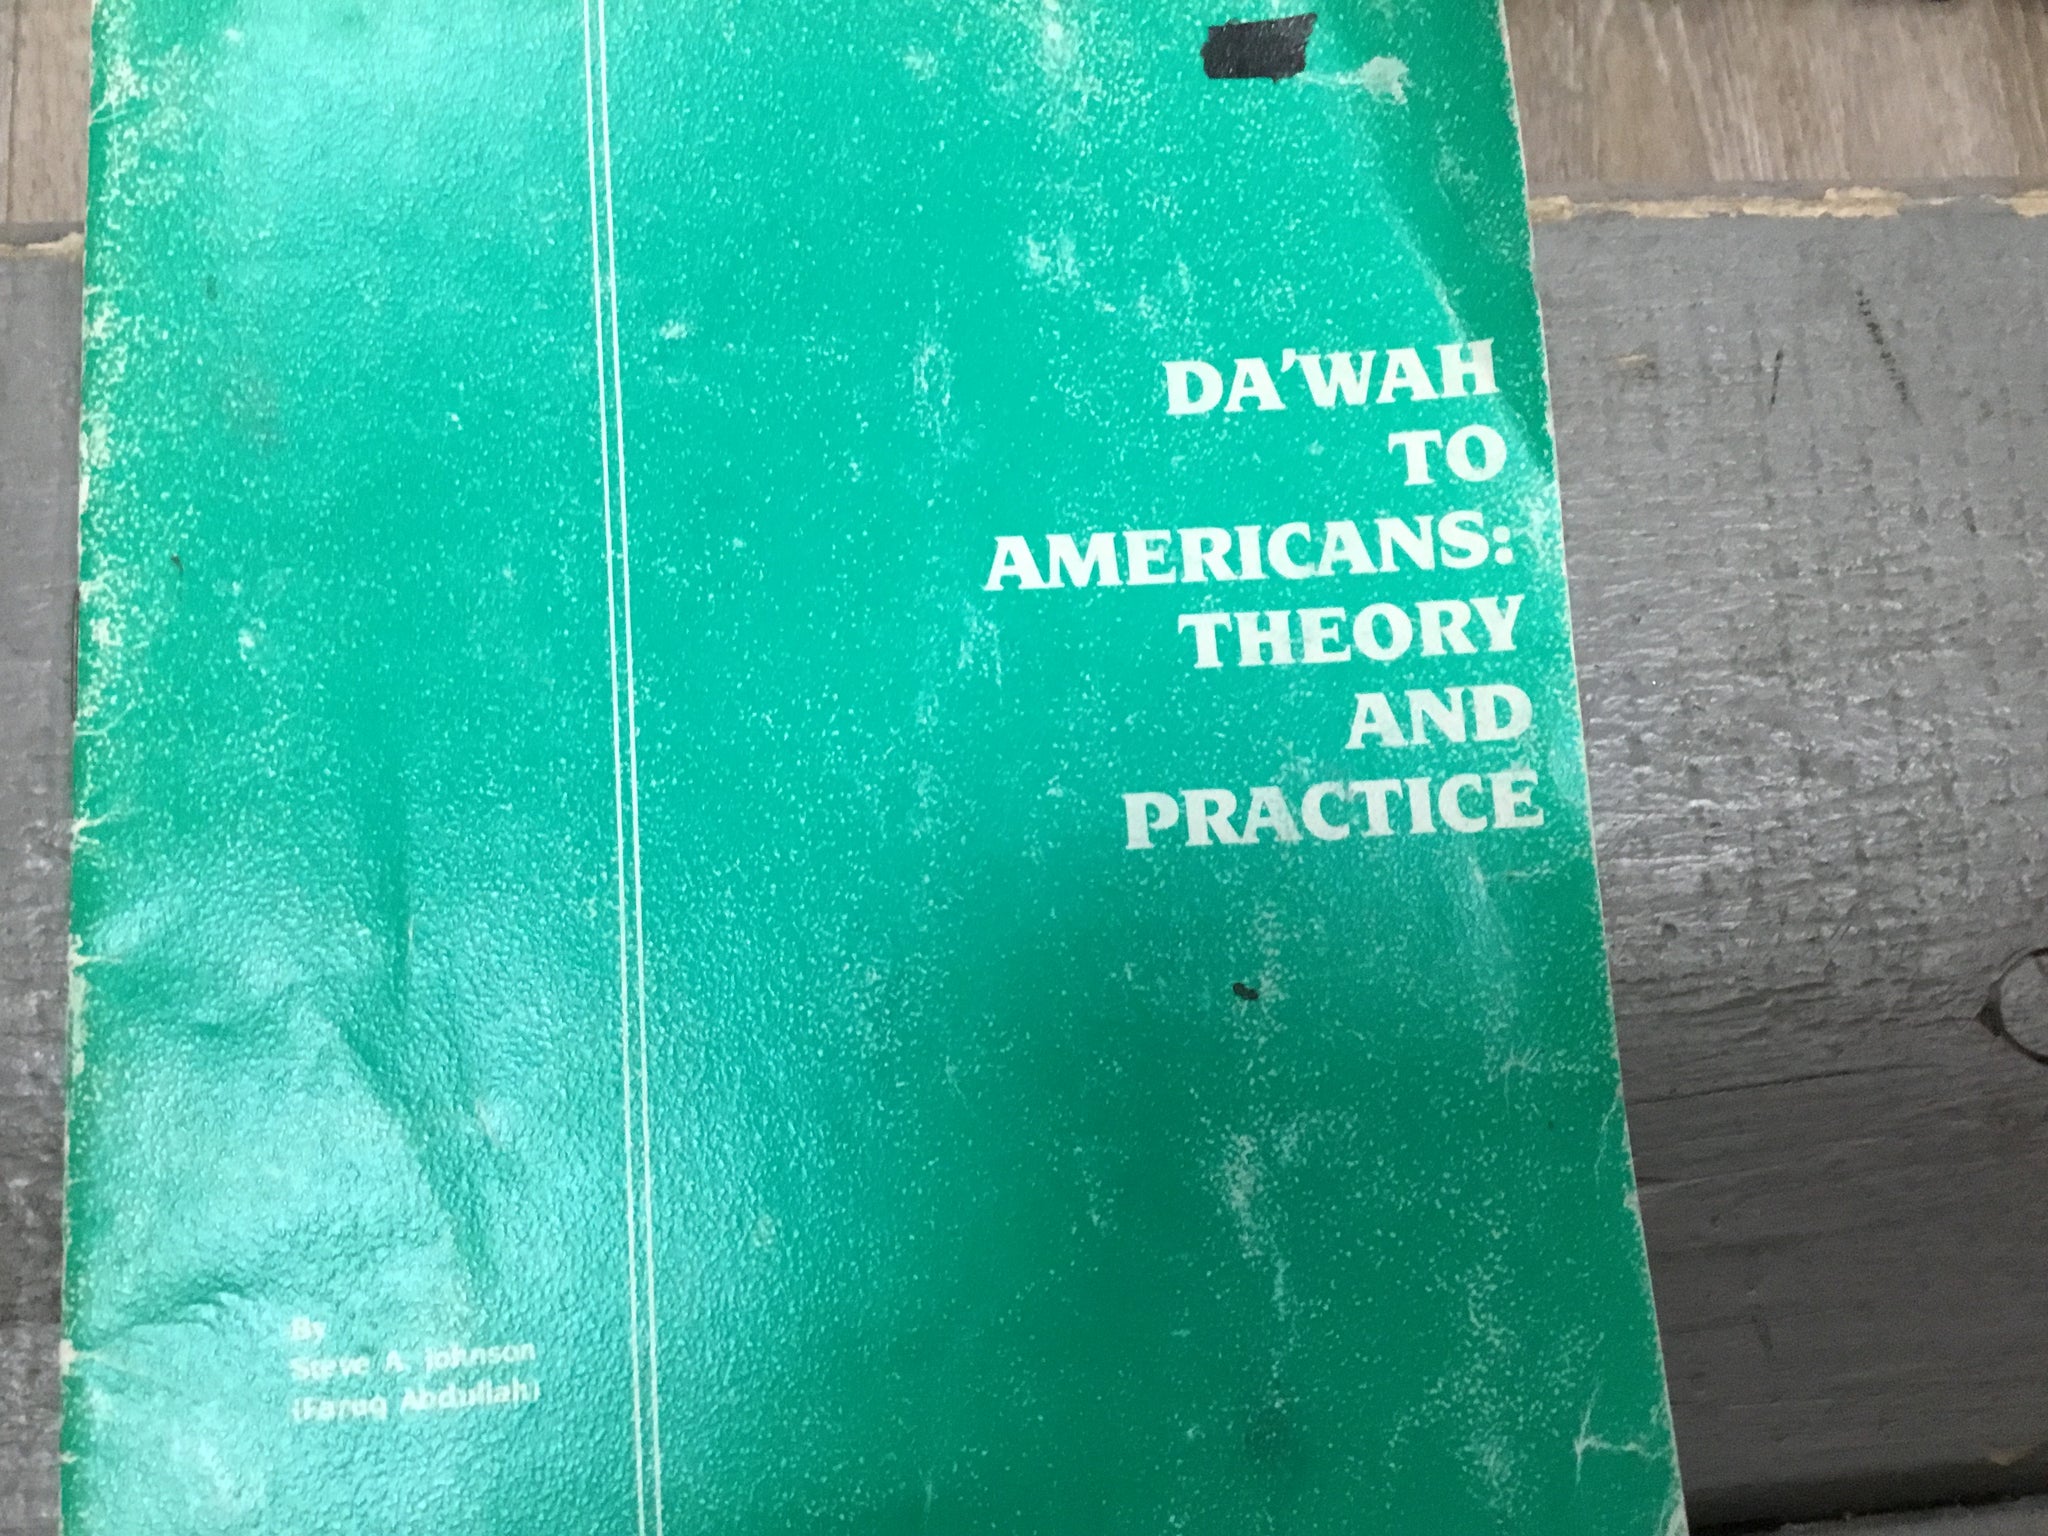 DA'WAH
TO
AMERICANS:
THEORY
AND
PRACTICE
By
Steve A. Johnson
(Faruq Abdullah)